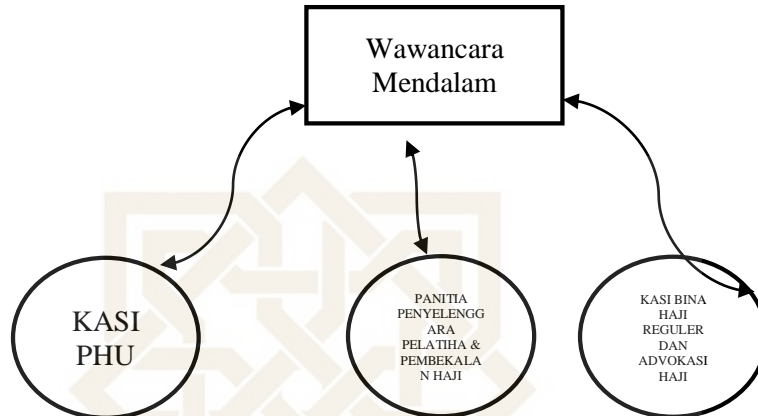 Wawancara
Mendalam
KASI
PHU
PANITIA
PENYELENGG
ARA
PELATIHA &
PEMBEKALA
N HAJI
KASI BINA
HAJI
REGULER
DAN
ADVOKASI
HAJI